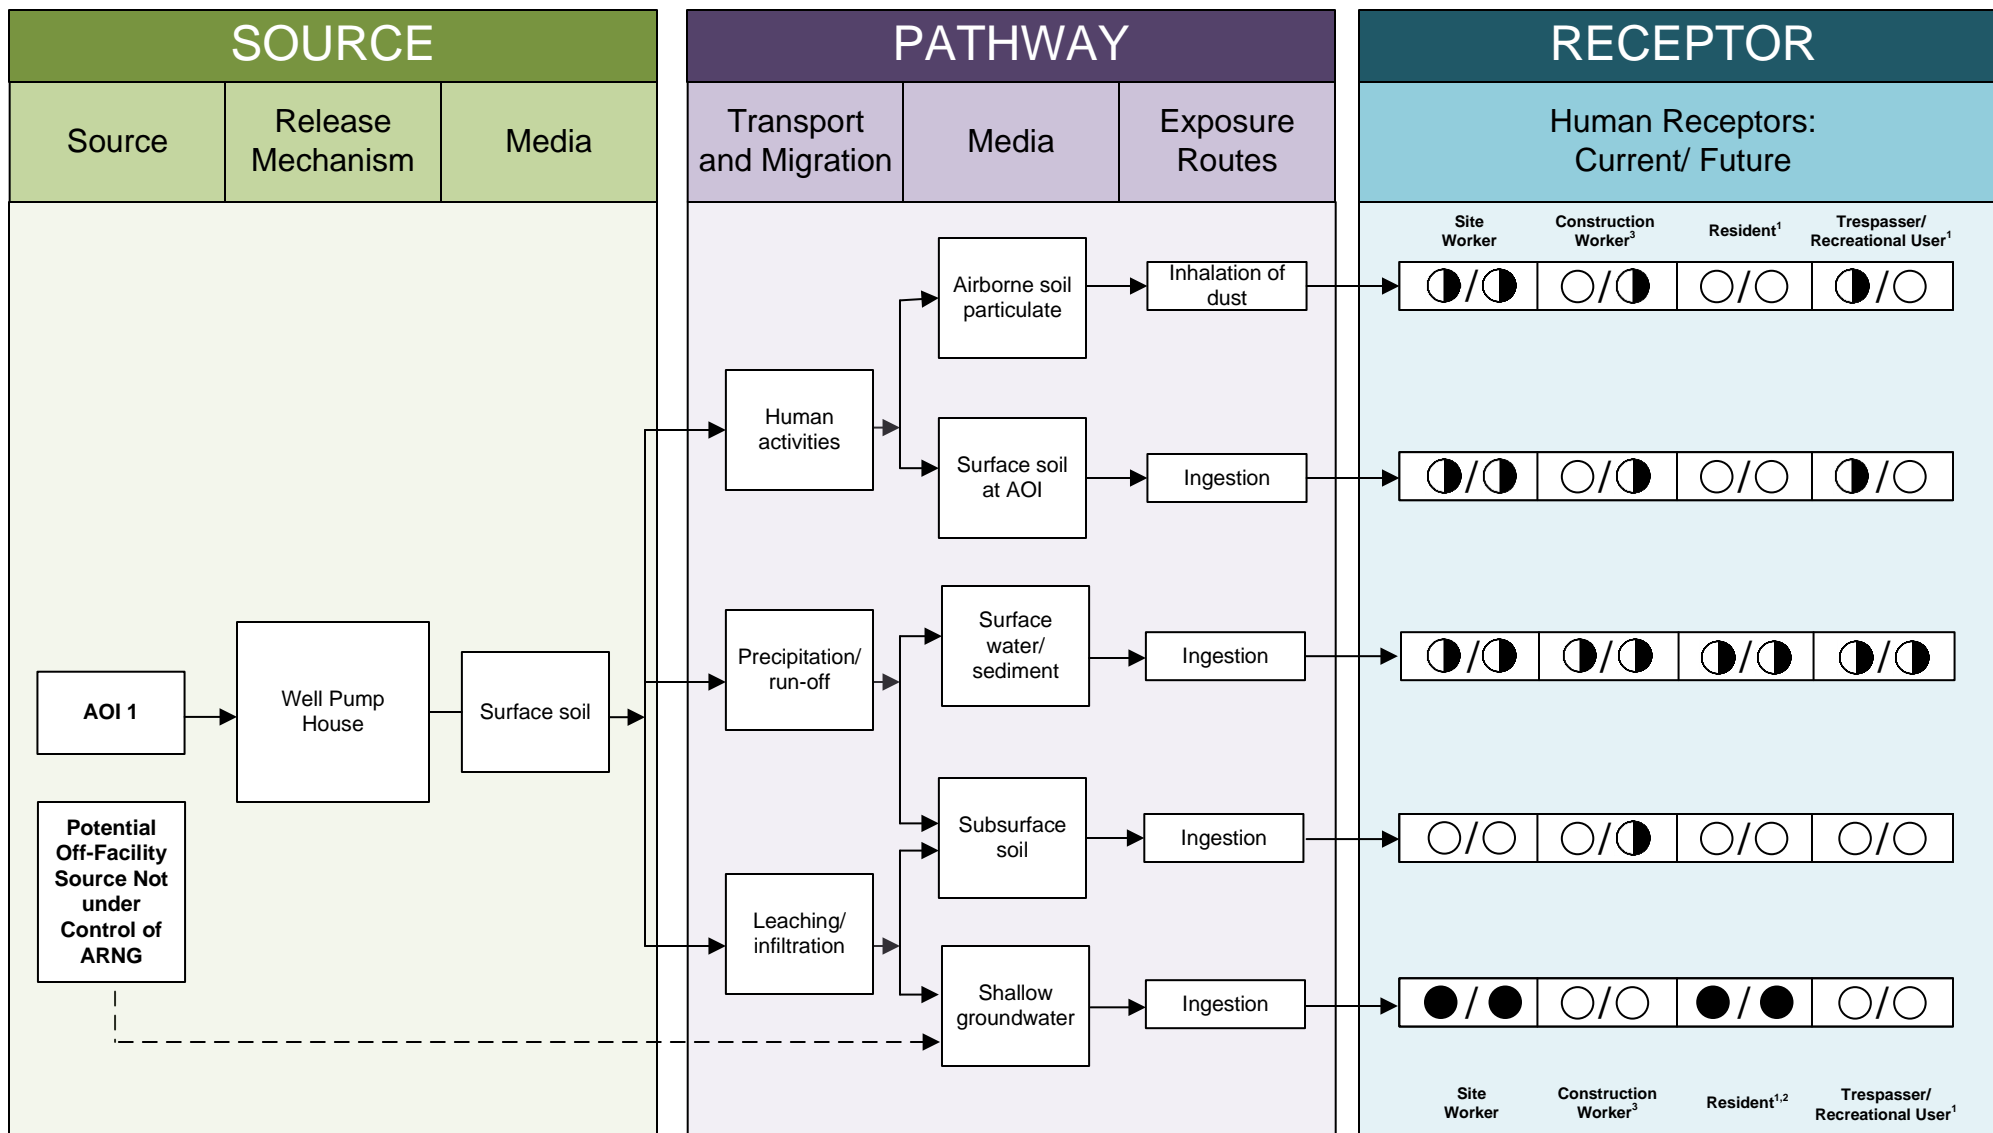 SOURCE
PATHWAY
RECEPTOR
Source
Release
Mechanism
Media
Transport
and Migration
Media
Exposure
Routes
Human Receptors:
Current/ Future
Site
Worker
Construction
Worker³
Resident¹
Trespasser/
Recreational User¹
Airborne soil
particulate
Inhalation of
dust
/
/
/
/
Human
activities
Surface soil
at AOI
Ingestion
/
/
/
/
AOI 1
Well Pump
House
Surface soil
Precipitation/
run-off
Surface
water/
sediment
Ingestion
/
/
/
/
Potential
Off-Facility
Source Not
under
Control of
ARNG
Subsurface
soil
Ingestion
/
/
/
/
Leaching/
infiltration
Shallow
groundwater
Ingestion
/
/
/
/
Site
Worker
Construction
Worker³
Resident¹,²
Trespasser/
Recreational User¹